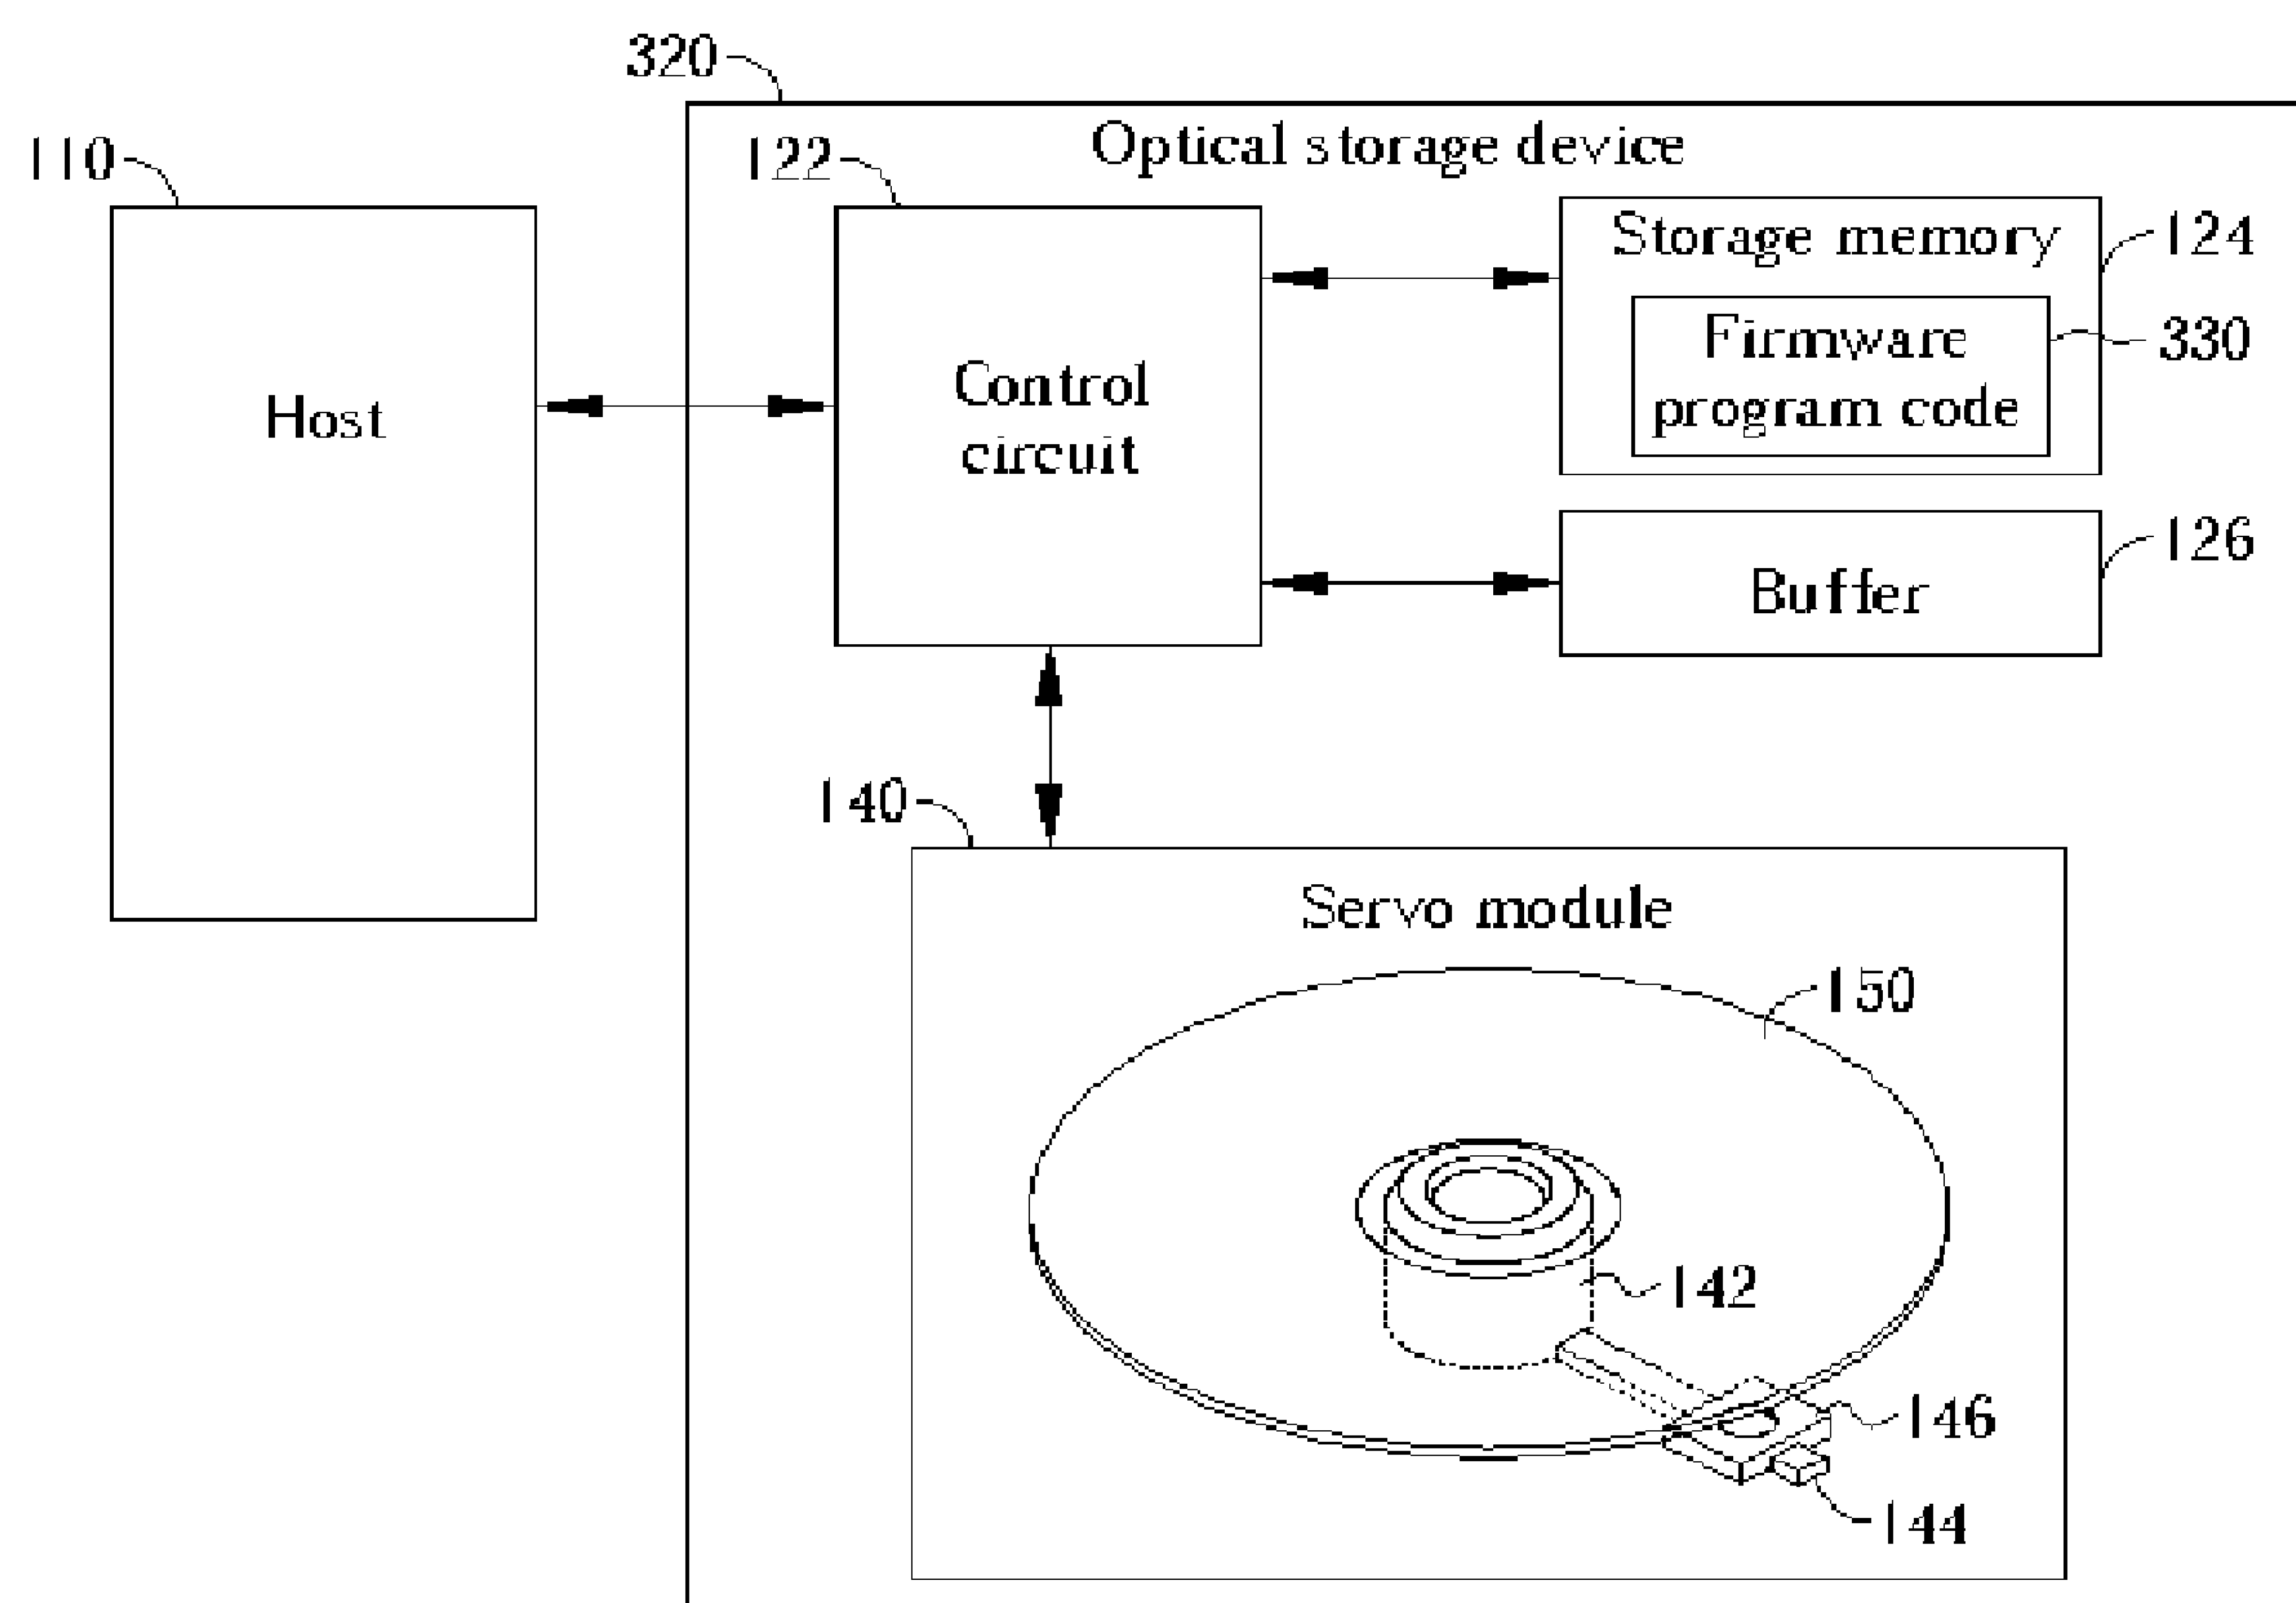 320
110
122
Optical storage device
Storage memory
124
Firmware
program code
330
Host
Control
circuit
Buffer
126
140
Servo module
150
142
146
144